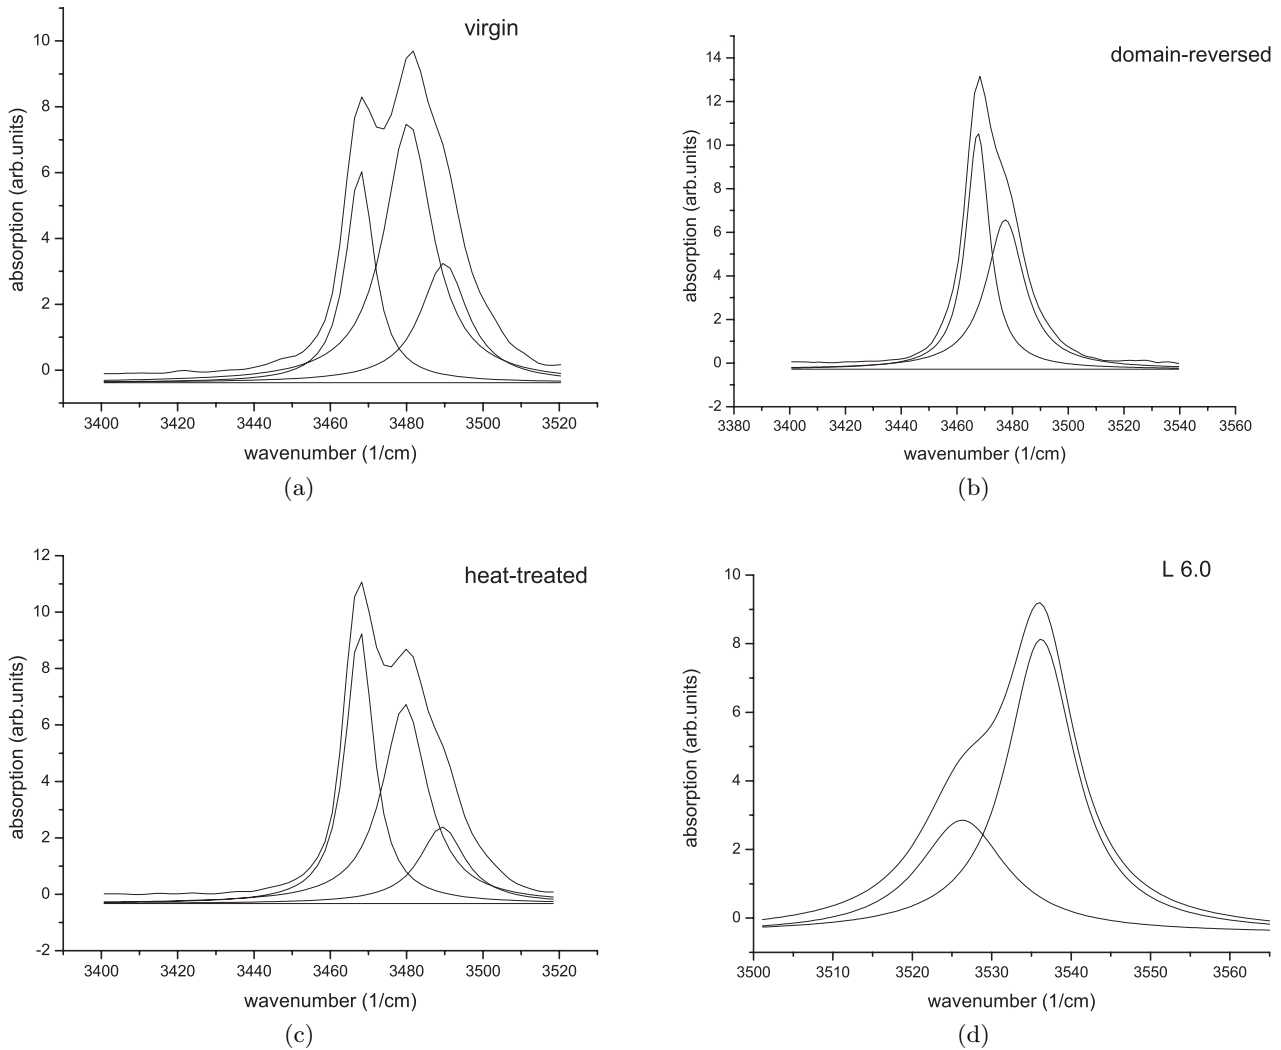 virgin
10
8
6
4
2
0
absorption (arb.units)
3400 3420 3440 3460 3480 3500 3520
wavenumber (1/cm)
(a)
domain-reversed
14
12
10
8
6
4
2
0
-2
absorption (arb.units)
3380 3400 3420 3440 3460 3480 3500 3520 3540 3560
wavenumber (1/cm)
(b)
heat-treated
12
10
8
6
4
2
0
-2
absorption (arb.units)
3400 3420 3440 3460 3480 3500 3520
wavenumber (1/cm)
(c)
L 6.0
10
8
6
4
2
0
absorption (arb.units)
3500 3510 3520 3530 3540 3550 3560
wavenumber (1/cm)
(d)